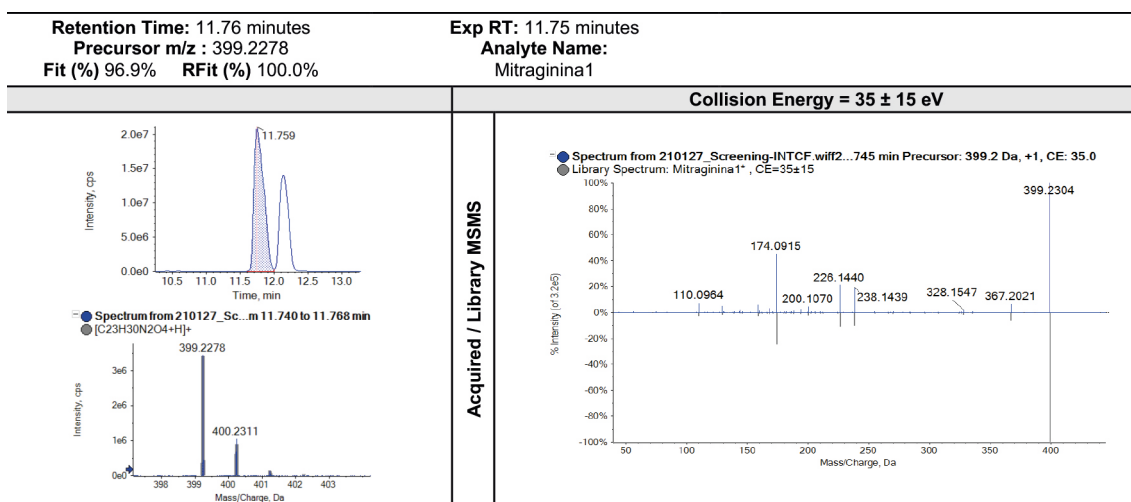 Retention Time: 11.76 minutes
Precursor m/z : 399.2278
Fit (%) 96.9% RFit (%) 100.0%
Exp RT: 11.75 minutes
Analyte Name:
Mitraginina1
Collision Energy = 35 ± 15 eV
Intensity, cps
2.0e7
1.5e7
1.0e7
5.0e6
0.0e0
11.759
10.5 11.0 11.5 12.0 12.5 13.0
Time, min
Spectrum from 210127_Sc...m 11.740 to 11.768 min
[C23H30N2O4+H]+
Intensity, cps
3e6
2e6
1e6
0e0
399.2278
400.2311
398 399 400 401 402 403
Mass/Charge, Da
Acquired / Library MSMS
Spectrum from 210127_Screening-INTCF.wiff2...745 min Precursor: 399.2 Da, +1, CE: 35.0
Library Spectrum: Mitraginina1* , CE=35±15
% Intensity (of 3.2e5)
100%
80%
60%
40%
20%
0%
-20%
-40%
-60%
-80%
-100%
399.2304
174.0915
226.1440
110.0964
200.1070
238.1439
328.1547
367.2021
50 100 150 200 250 300 350 400
Mass/Charge, Da